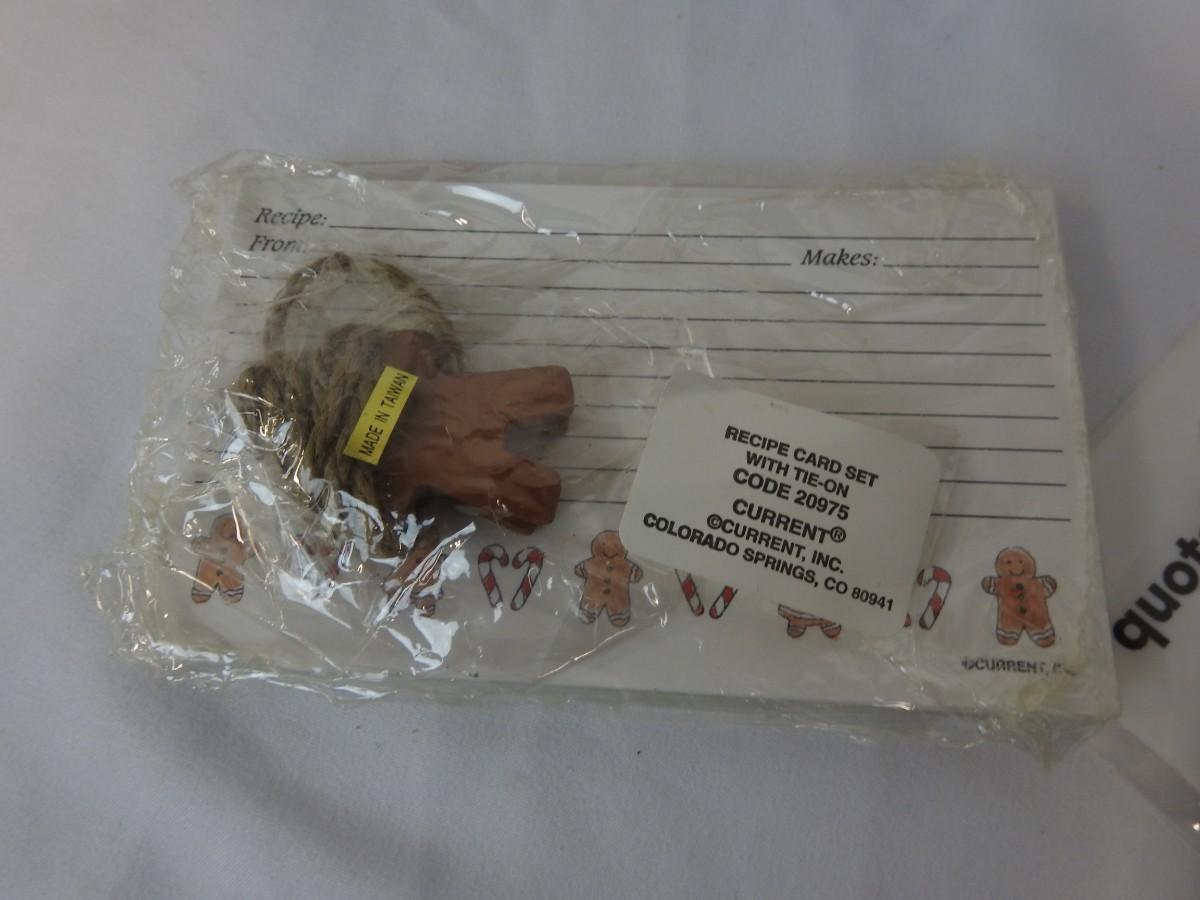 Recipe:
From:
Makes:
MADE IN TAIWAN
RECIPE CARD SET
WITH TIE-ON
CODE 20975
CURRENT®
©CURRENT, INC.
COLORADO SPRINGS, CO 80941
©CURRENT, INC.